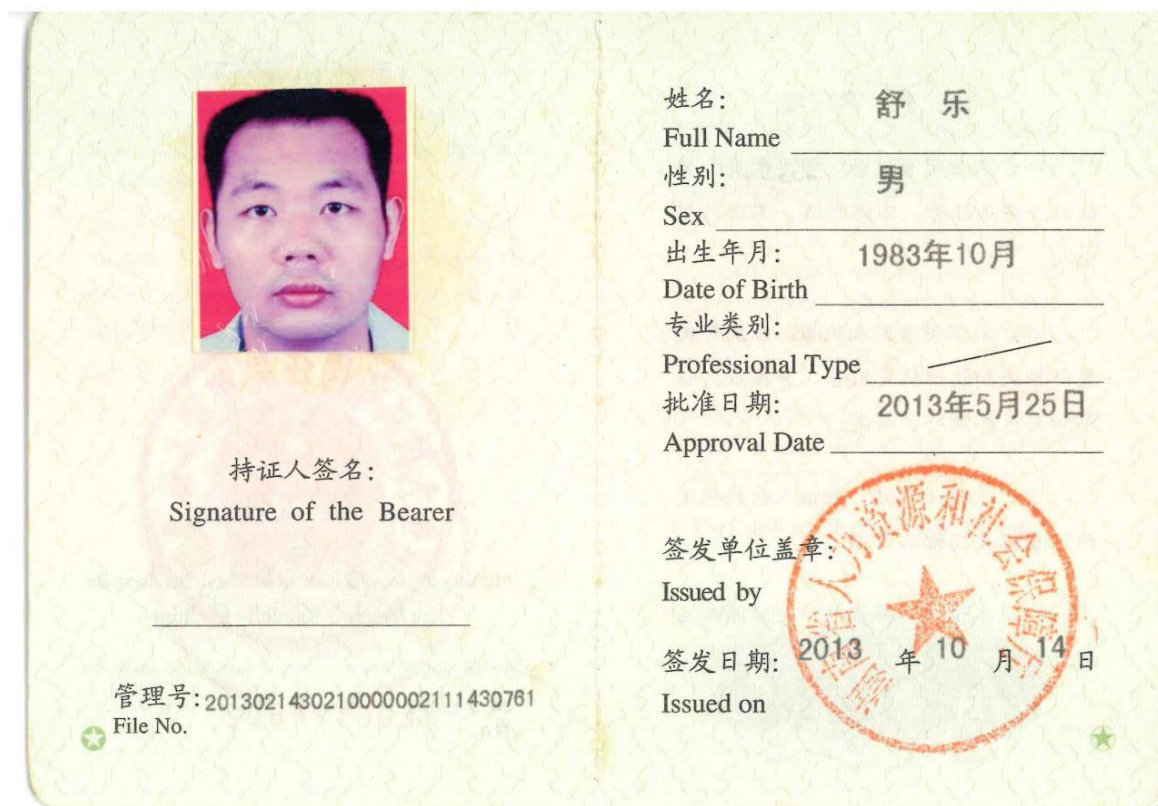 持证人签名:
Signature of the Bearer
管理号: 2013021430210000002111430761
File No.
姓名: 舒 乐
Full Name
性别: 男
Sex
出生年月: 1983年10月
Date of Birth
专业类别:
Professional Type
批准日期: 2013年5月25日
Approval Date
人力资源和社会保障厅
签发单位盖章:
Issued by
签发日期: 2013 年 10 月 14 日
Issued on